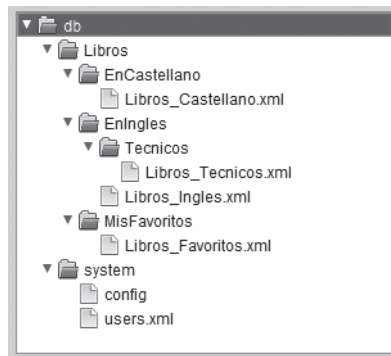 db
Libros
EnCastellano
Libros_Castellano.xml
EnIngles
Tecnicos
Libros_Tecnicos.xml
Libros_Ingles.xml
MisFavoritos
Libros_Favoritos.xml
system
config
users.xml